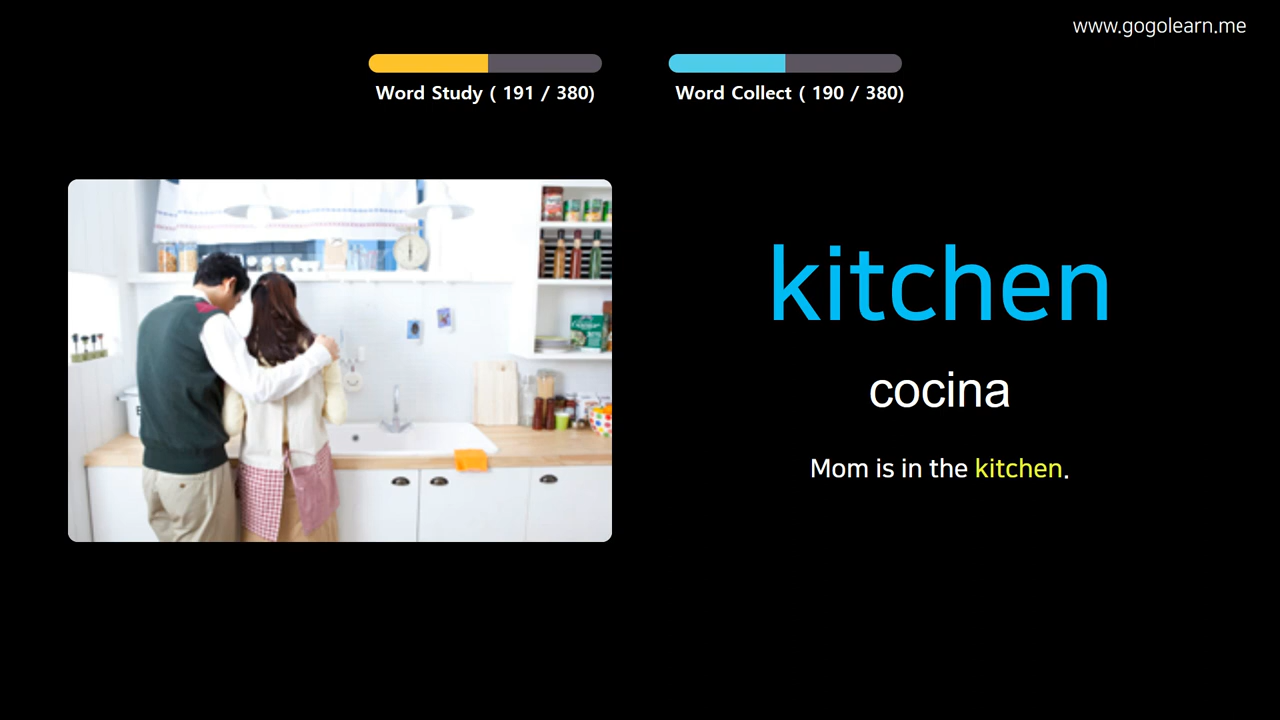 www.gogolearn.me
Word Study ( 191 / 380)
Word Collect ( 190 / 380)
kitchen
cocina
Mom is in the kitchen.